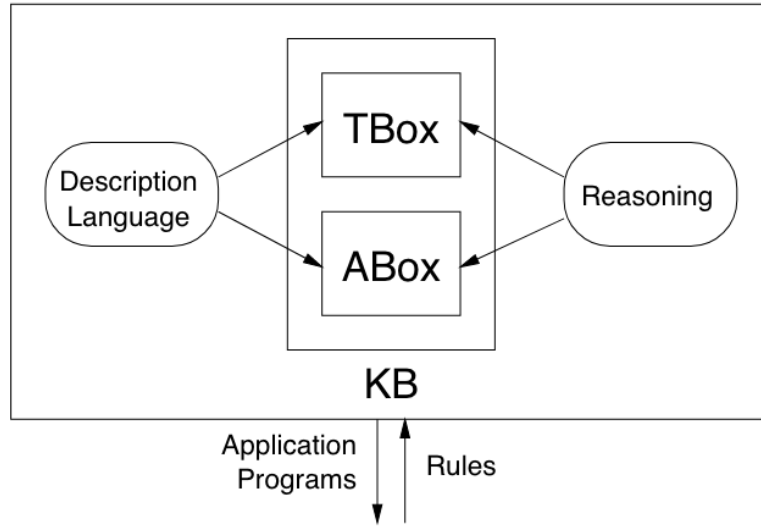 TBox
Description
Language
Reasoning
ABox
KB
Application
Programs
Rules